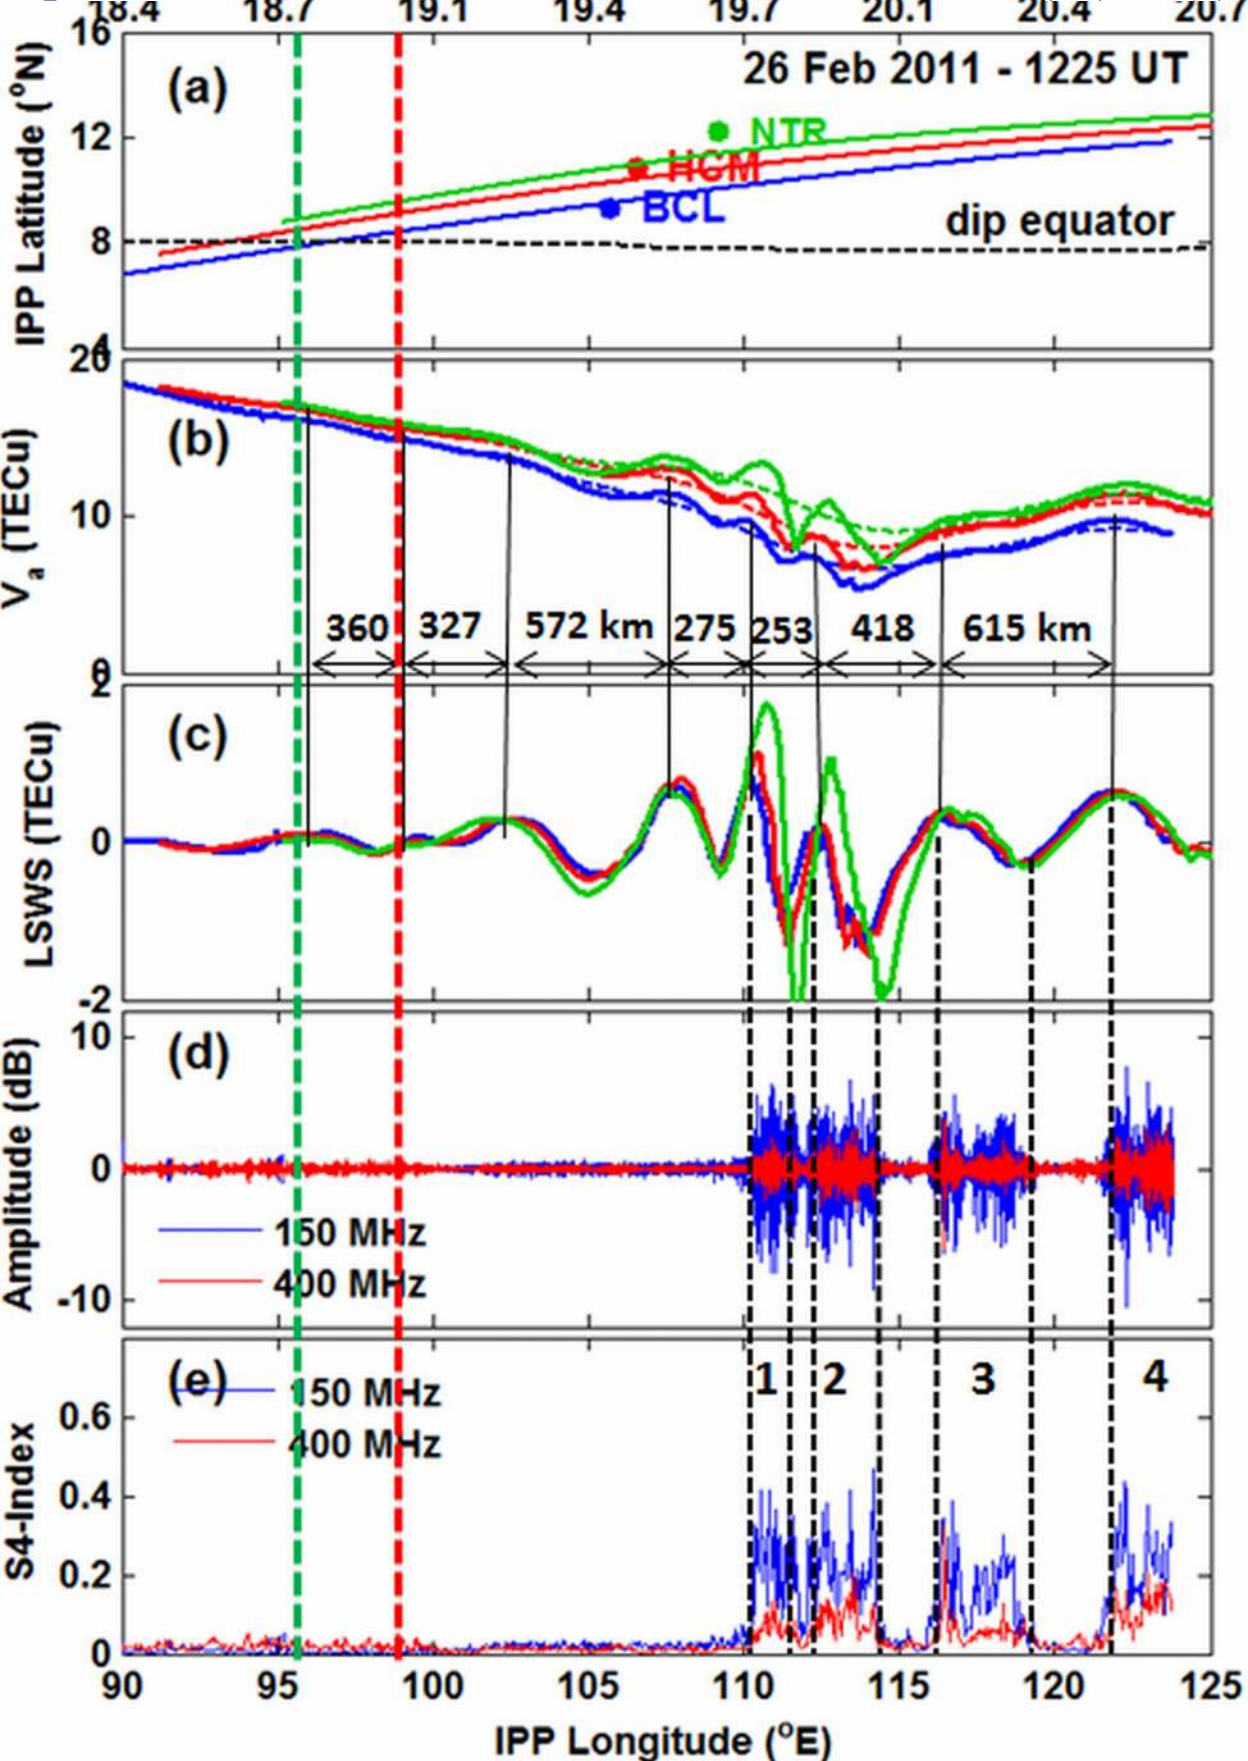 18.4 18.7 19.1 19.4 19.7 20.1 20.4 20.7
16
(a)
26 Feb 2011 - 1225 UT
12
NTR
HCM
BCL
dip equator
8
4
IPP Latitude (°N)
20
(b)
10
360 327 572 km 275 253 418 615 km
0
Va (TECu)
2
(c)
0
-2
LSWS (TECu)
10
(d)
0
150 MHz
400 MHz
-10
Amplitude (dB)
(e)
150 MHz
400 MHz
1 2 3 4
0.6
0.4
0.2
0
S4-Index
90 95 100 105 110 115 120 125
IPP Longitude (°E)